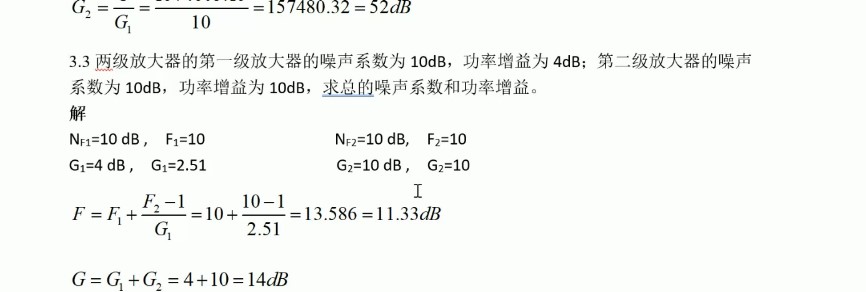 G₂ = G₁ = 10 = 157480.32 = 52dB
3.3 两级放大器的第一级放大器的噪声系数为 10dB，功率增益为 4dB；第二级放大器的噪声
系数为 10dB，功率增益为 10dB，求总的噪声系数和功率增益。
解
NF1=10 dB， F₁=10 NF2=10 dB, F₂=10
G₁=4 dB， G₁=2.51 G₂=10 dB， G₂=10
F = F₁ + (F₂ −1)/G₁ = 10 + (10 −1)/2.51 = 13.586 = 11.33dB
G = G₁ + G₂ = 4 + 10 = 14dB